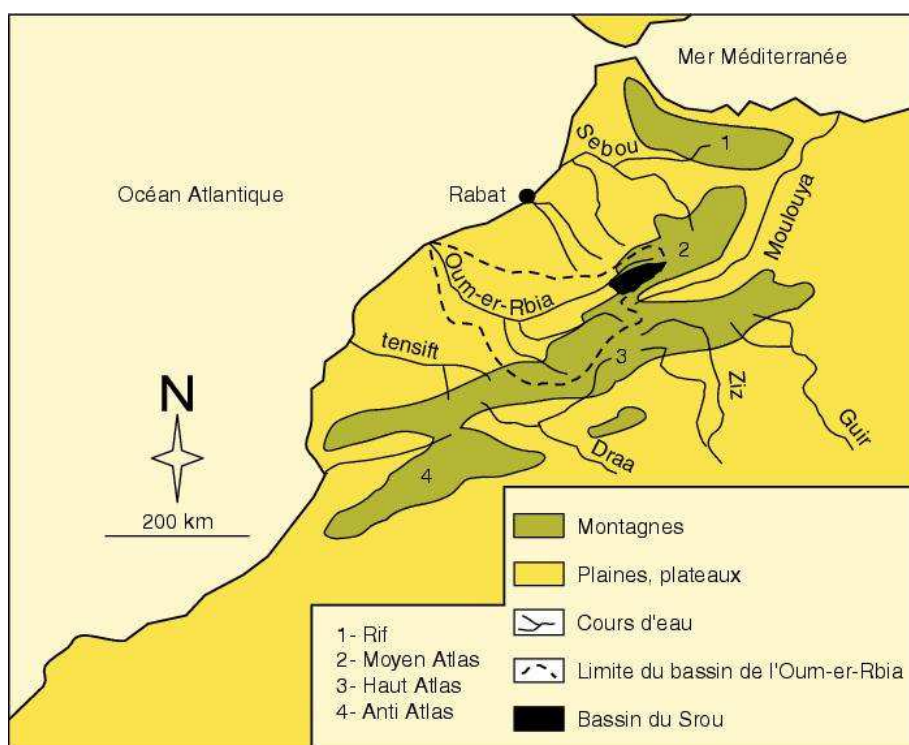 Mer Méditerranée
Sebou
1
Océan Atlantique
Rabat
Moulouya
2
Oum-er-Rbia
tensift
3
Ziz
Guir
N
Draa
4
200 km
Montagnes
Plaines, plateaux
Cours d'eau
Limite du bassin de l'Oum-er-Rbia
Bassin du Srou
1- Rif
2- Moyen Atlas
3- Haut Atlas
4- Anti Atlas